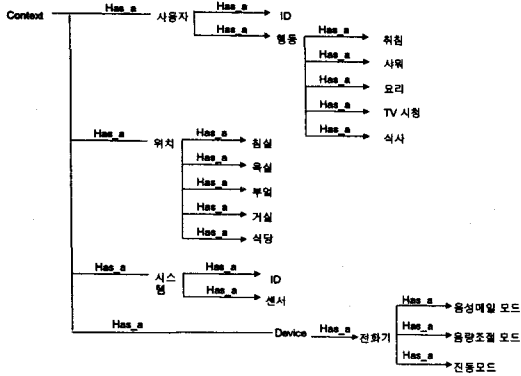 Context
Has_a
사용자
Has_a
ID
Has_a
행동
Has_a
취침
Has_a
샤워
Has_a
요리
Has_a
TV 시청
Has_a
식사
Has_a
위치
Has_a
침실
Has_a
욕실
Has_a
부엌
Has_a
거실
Has_a
식당
Has_a
시스
템
Has_a
ID
Has_a
센서
Has_a
Device
Has_a
전화기
Has_a
음성메일 모드
Has_a
음량조절 모드
Has_a
진동모드